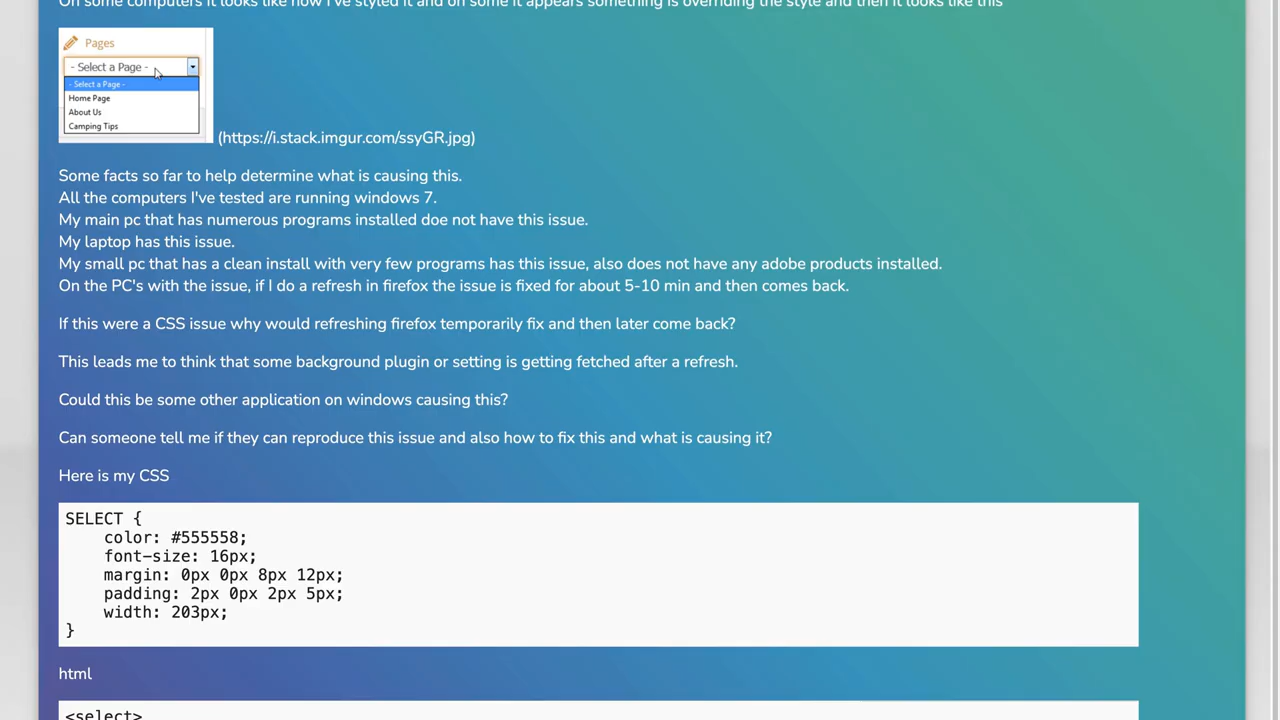 On some computers it looks like how I've styled it and on some it appears something is overriding the style and then it looks like this
Pages
- Select a Page -
- Select a Page -
Home Page
About Us
Camping Tips
(https://i.stack.imgur.com/ssyGR.jpg)
Some facts so far to help determine what is causing this.
All the computers I've tested are running windows 7.
My main pc that has numerous programs installed doe not have this issue.
My laptop has this issue.
My small pc that has a clean install with very few programs has this issue, also does not have any adobe products installed.
On the PC's with the issue, if I do a refresh in firefox the issue is fixed for about 5-10 min and then comes back.
If this were a CSS issue why would refreshing firefox temporarily fix and then later come back?
This leads me to think that some background plugin or setting is getting fetched after a refresh.
Could this be some other application on windows causing this?
Can someone tell me if they can reproduce this issue and also how to fix this and what is causing it?
Here is my CSS
SELECT {
    color: #555558;
    font-size: 16px;
    margin: 0px 0px 8px 12px;
    padding: 2px 0px 2px 5px;
    width: 203px;
}
html
<select>